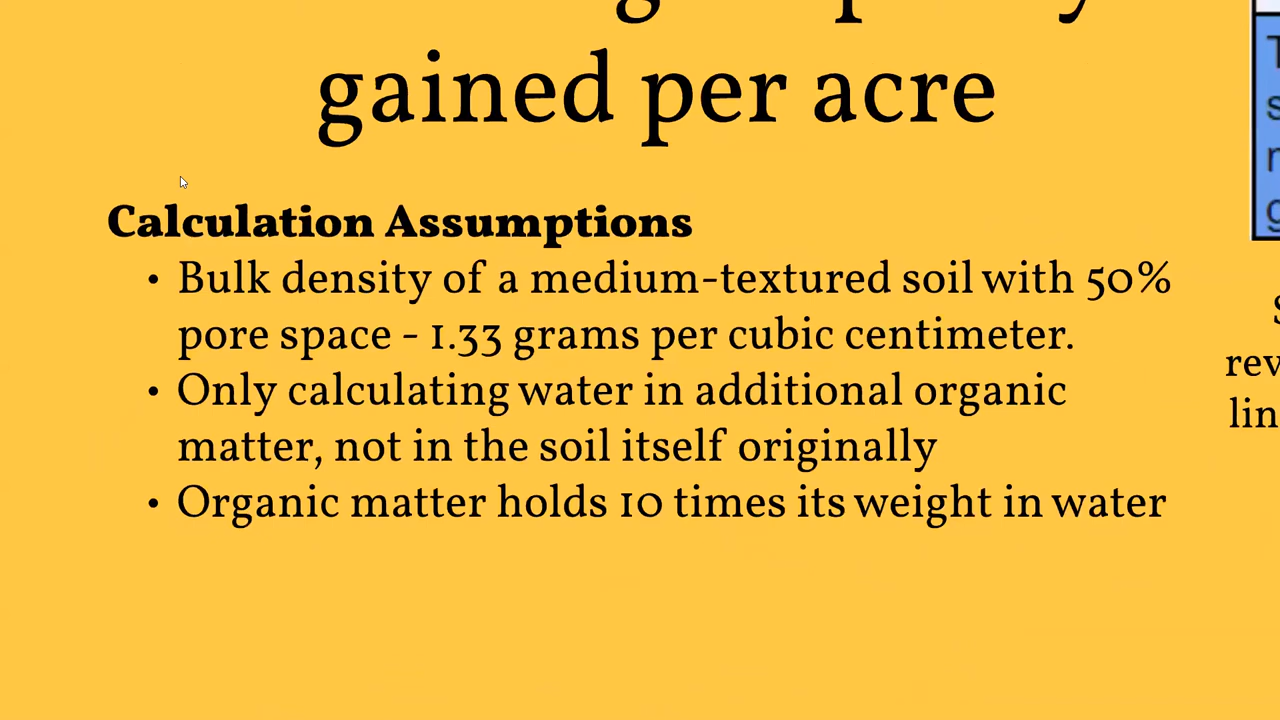 gained per acre
Calculation Assumptions
• Bulk density of a medium-textured soil with 50%
pore space - 1.33 grams per cubic centimeter.
• Only calculating water in additional organic
matter, not in the soil itself originally
• Organic matter holds 10 times its weight in water